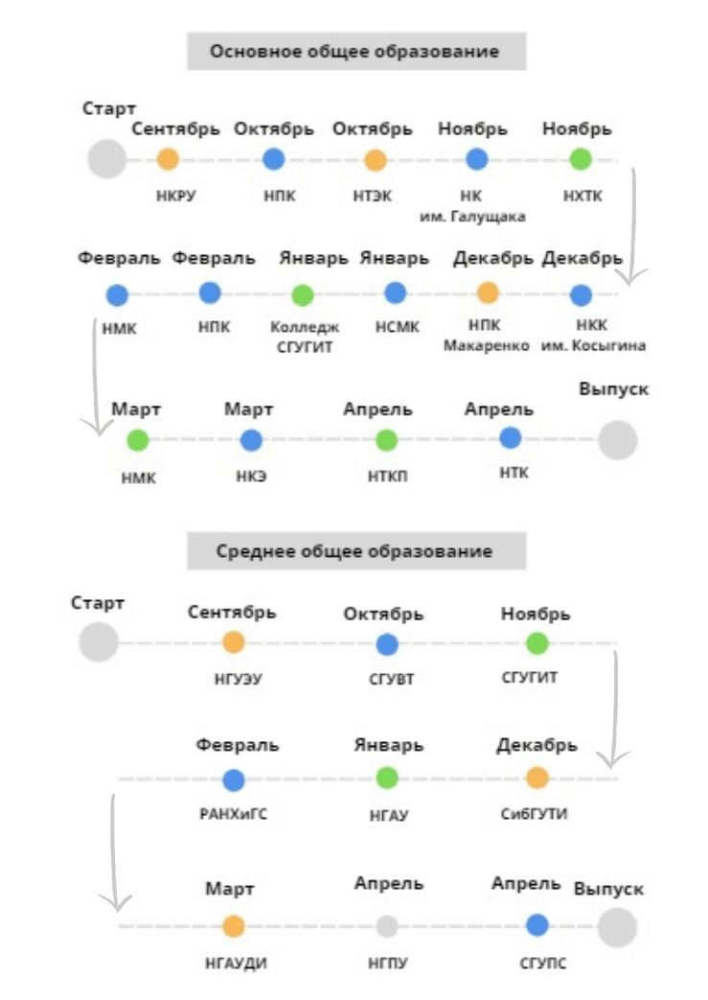 Основное общее образование
Старт
Сентябрь Октябрь Октябрь Ноябрь Ноябрь
НКРУ НПК НТЭК НК НХТК
им. Галущака
Февраль Февраль Январь Январь Декабрь Декабрь
НМК НПК Колледж НСМК НПК НКК
СГУГИТ Макаренко им. Косыгина
Выпуск
Март Март Апрель Апрель
НМК НКЭ НТКП НТК
Среднее общее образование
Старт
Сентябрь Октябрь Ноябрь
НГУЭУ СГУВТ СГУГИТ
Февраль Январь Декабрь
РАНХиГС НГАУ СибГУТИ
Март Апрель Апрель Выпуск
НГАУДИ НГПУ СГУПС